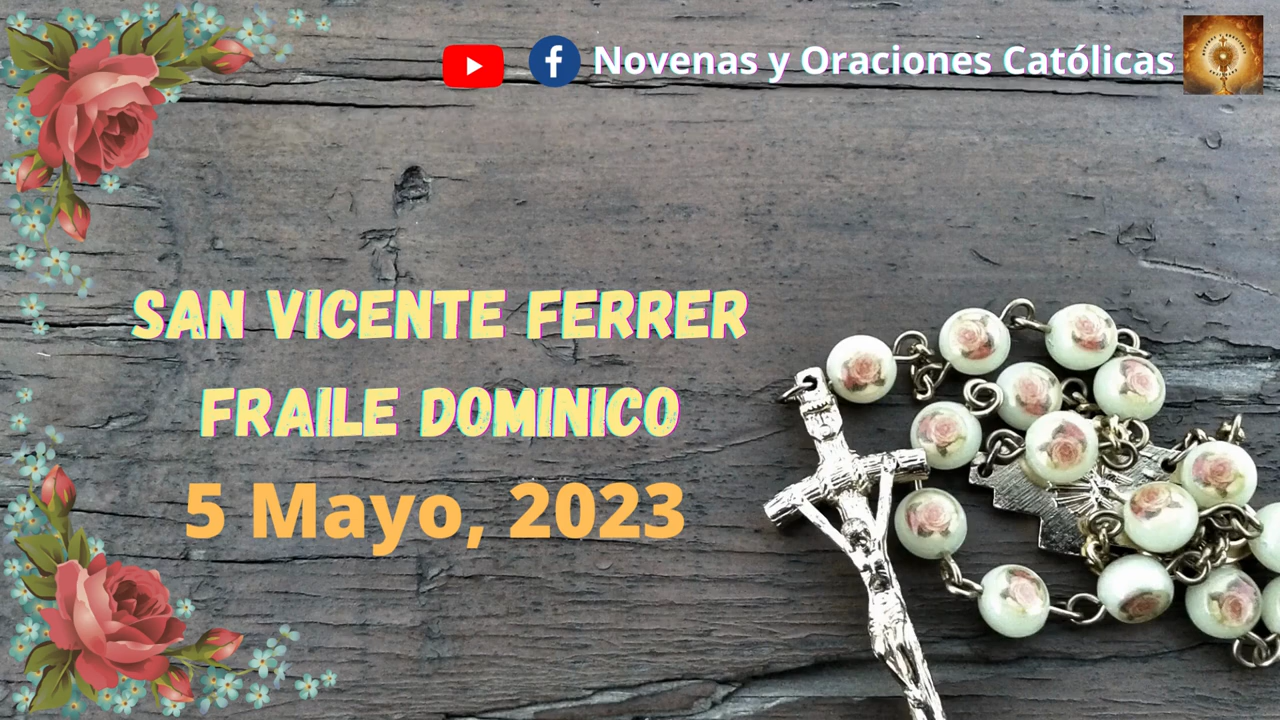 Novenas y Oraciones Católicas
SAN VICENTE FERRER
FRAILE DOMINICO
5 Mayo, 2023